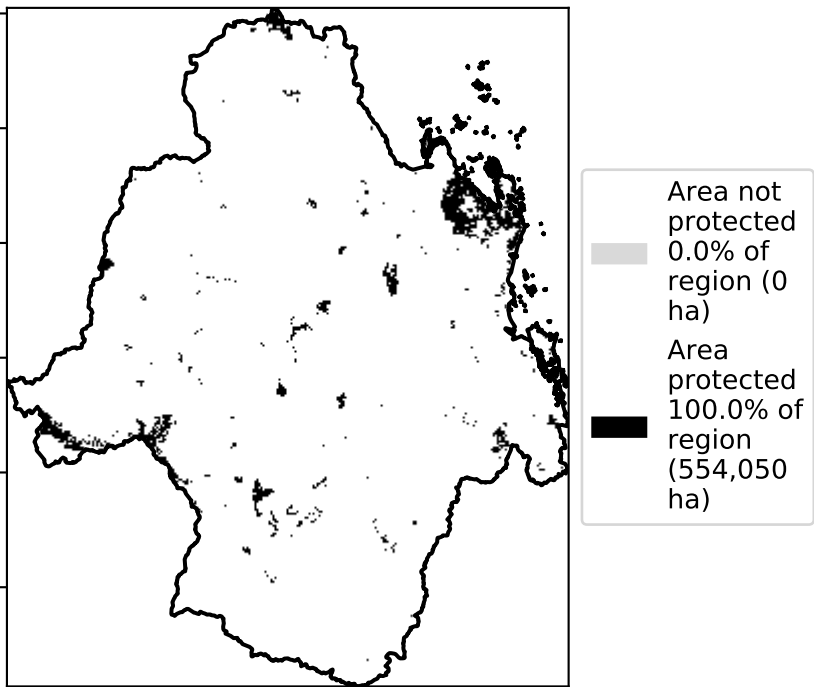 Area not
protected
0.0% of
region (0
ha)
Area
protected
100.0% of
region
(554,050
ha)